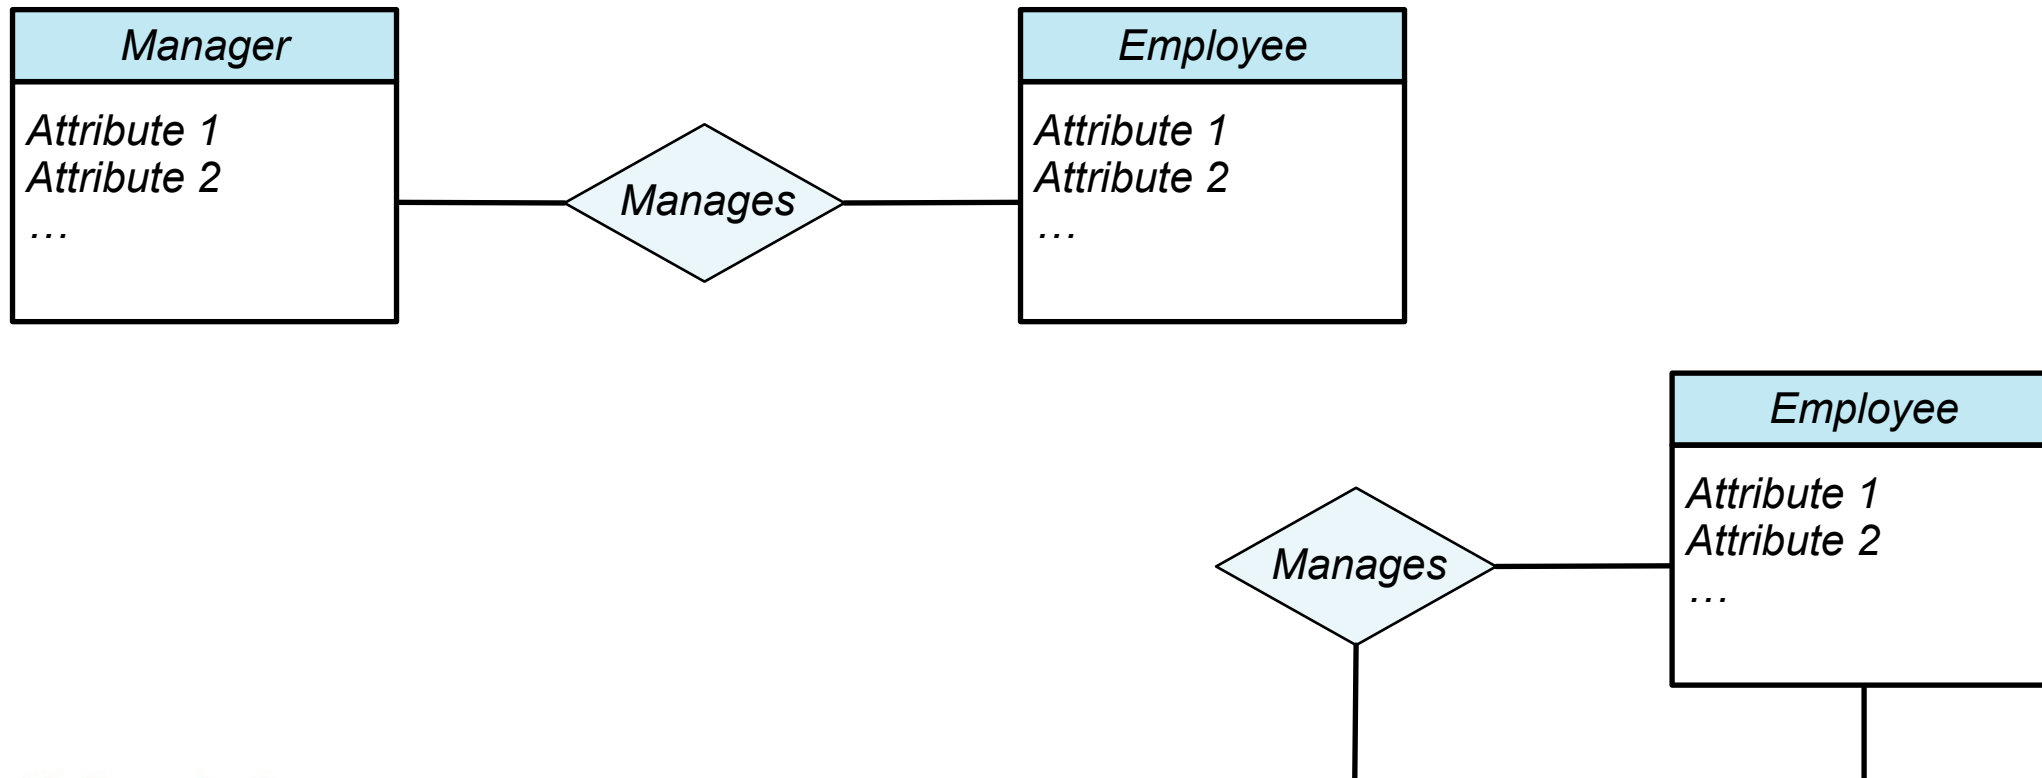 Manager
Attribute 1
Attribute 2
…
Manages
Employee
Attribute 1
Attribute 2
…
Manages
Employee
Attribute 1
Attribute 2
…